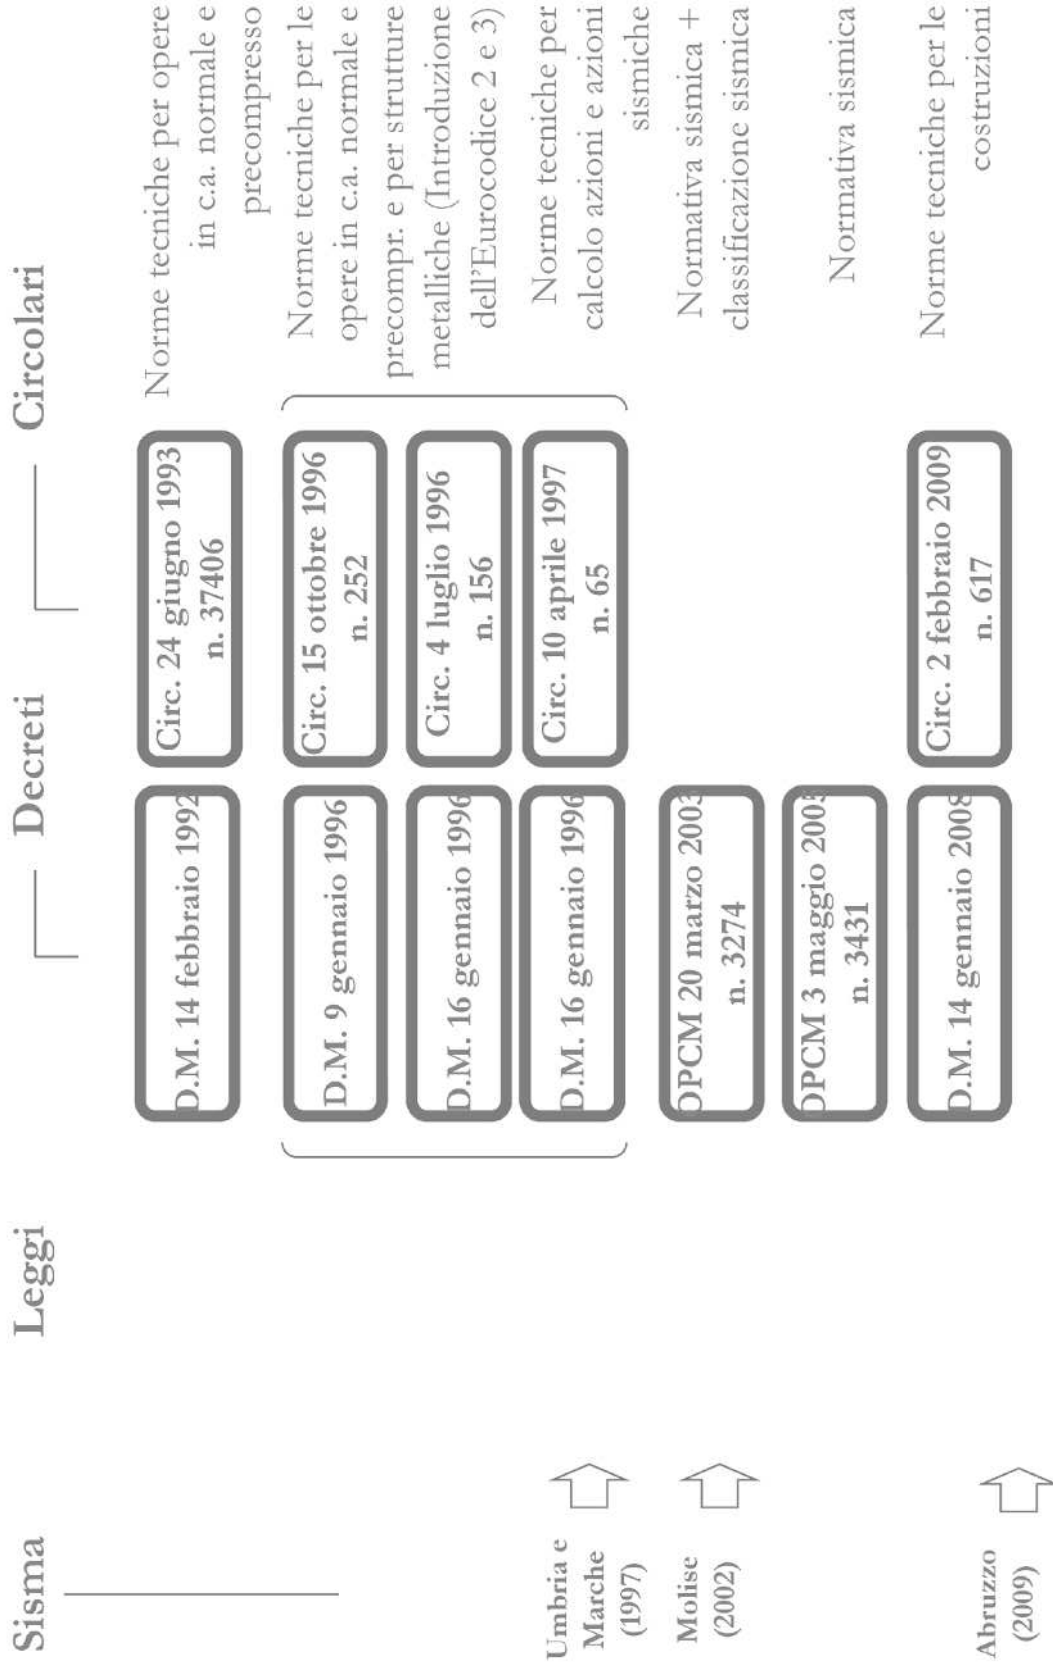 Sisma
Leggi
Decreti
Circolari
D.M. 14 febbraio 1992
Circ. 24 giugno 1993
n. 37406
Norme tecniche per opere
in c.a. normale e
precompresso
D.M. 9 gennaio 1996
Circ. 15 ottobre 1996
n. 252
Norme tecniche per le
opere in c.a. normale e
precompr. e per strutture
metalliche (Introduzione
dell'Eurocodice 2 e 3)
D.M. 16 gennaio 1996
Circ. 4 luglio 1996
n. 156
Umbria e
Marche
(1997)
D.M. 16 gennaio 1996
Circ. 10 aprile 1997
n. 65
Norme tecniche per
calcolo azioni e azioni
sismiche
Molise
(2002)
OPCM 20 marzo 2003
n. 3274
Normativa sismica +
classificazione sismica
OPCM 3 maggio 2005
n. 3431
Normativa sismica
Abruzzo
(2009)
D.M. 14 gennaio 2008
Circ. 2 febbraio 2009
n. 617
Norme tecniche per le
costruzioni